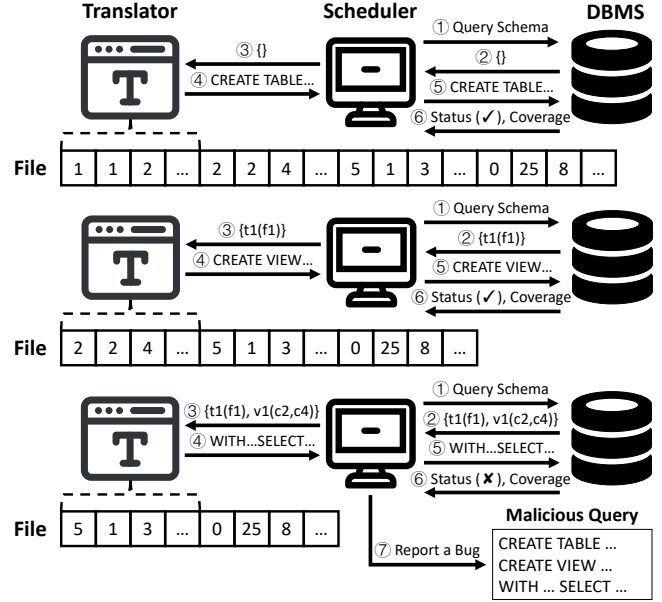 Translator Scheduler DBMS
① Query Schema
③ {} ② {}
④ CREATE TABLE... ⑤ CREATE TABLE...
⑥ Status (✓), Coverage
T
File 1 1 2 ... 2 2 4 ... 5 1 3 ... 0 25 8 ...
① Query Schema
③ {t1(f1)} ② {t1(f1)}
④ CREATE VIEW... ⑤ CREATE VIEW...
⑥ Status (✓), Coverage
T
File 2 2 4 ... 5 1 3 ... 0 25 8 ...
① Query Schema
③ {t1(f1), v1(c2,c4)} ② {t1(f1), v1(c2,c4)}
④ WITH...SELECT... ⑤ WITH...SELECT...
⑥ Status (✘), Coverage
T
File 5 1 3 ... 0 25 8 ...
⑦ Report a Bug
Malicious Query
CREATE TABLE ...
CREATE VIEW ...
WITH ... SELECT ...